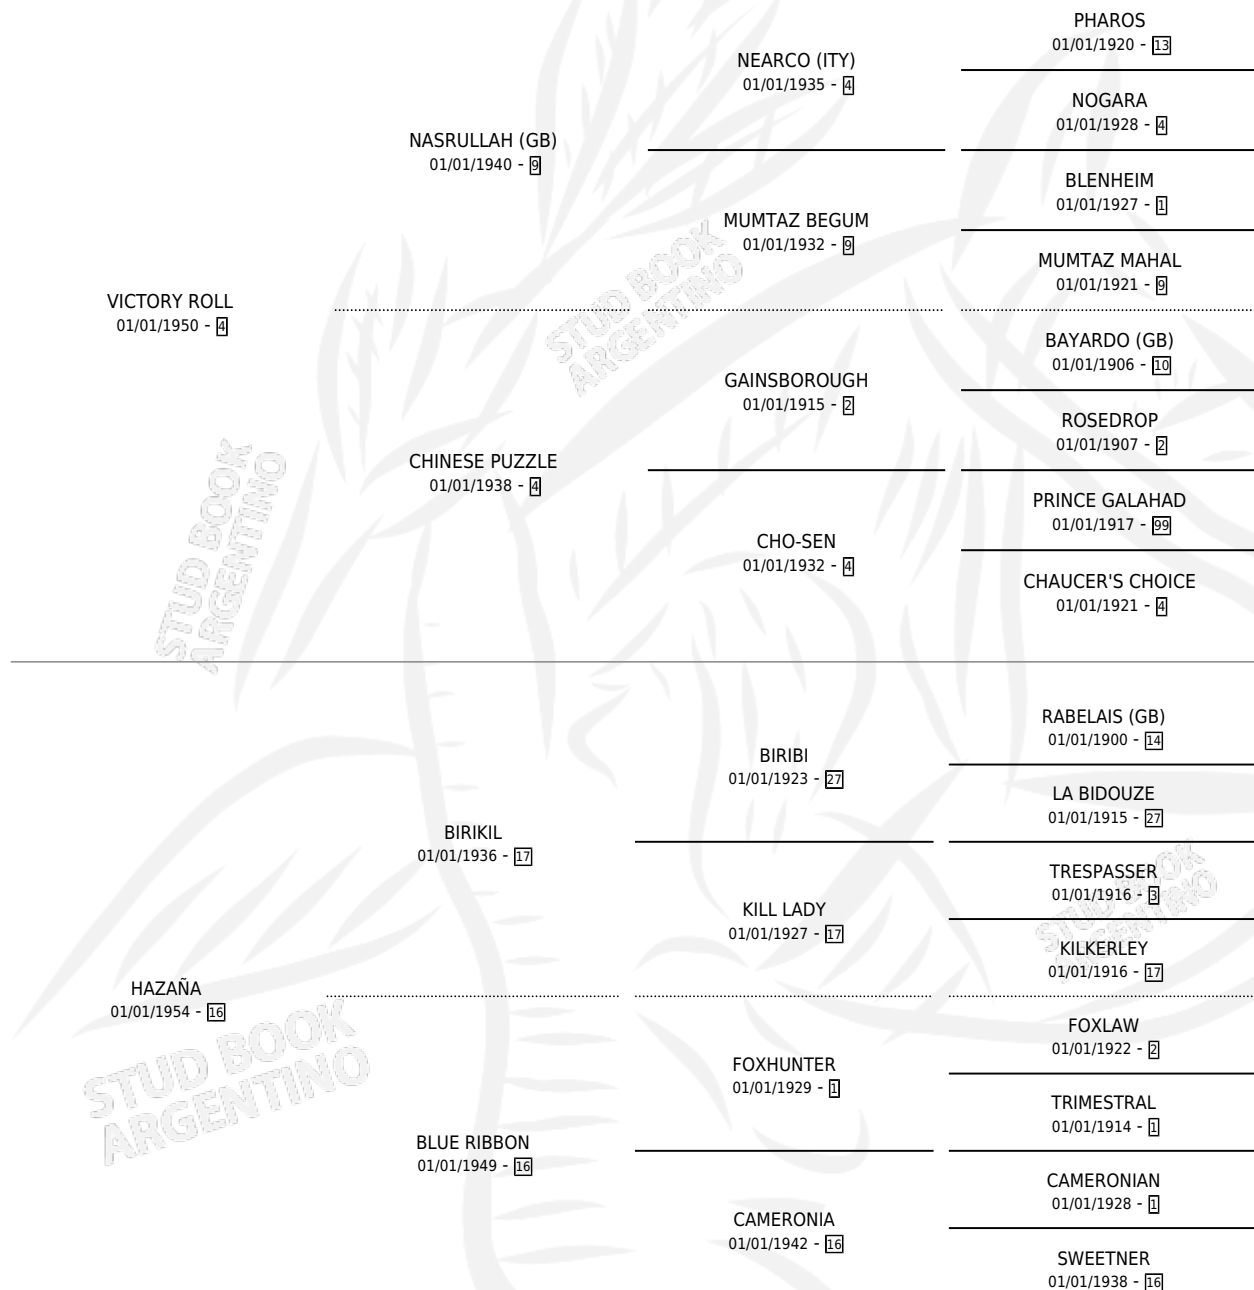 PHAROS
01/01/1920 - 13
NEARCO (ITY)
01/01/1935 - 4
NOGARA
01/01/1928 - 4
NASRULLAH (GB)
01/01/1940 - 9
BLENHEIM
01/01/1927 - 1
MUMTAZ BEGUM
01/01/1932 - 9
MUMTAZ MAHAL
01/01/1921 - 9
VICTORY ROLL
01/01/1950 - 4
STUD BOOK
ARGENTINO
BAYARDO (GB)
01/01/1906 - 10
GAINSBOROUGH
01/01/1915 - 2
ROSEDROP
01/01/1907 - 2
CHINESE PUZZLE
01/01/1938 - 4
PRINCE GALAHAD
01/01/1917 - 99
CHO-SEN
01/01/1932 - 4
CHAUCER'S CHOICE
01/01/1921 - 4
STUD BOOK
ARGENTINO
RABELAIS (GB)
01/01/1900 - 14
BIRIBI
01/01/1923 - 27
LA BIDOUZE
01/01/1915 - 27
BIRIKIL
01/01/1936 - 17
TRESPASSER
01/01/1916 - 3
KILL LADY
01/01/1927 - 17
STUD BOOK
ARGENTINO
KILKERLEY
01/01/1916 - 17
HAZAÑA
01/01/1954 - 16
FOXLAW
01/01/1922 - 2
FOXHUNTER
01/01/1929 - 1
STUD BOOK
ARGENTINO
TRIMESTRAL
01/01/1914 - 1
BLUE RIBBON
01/01/1949 - 16
CAMERONIAN
01/01/1928 - 1
CAMERONIA
01/01/1942 - 16
SWEETNER
01/01/1938 - 16